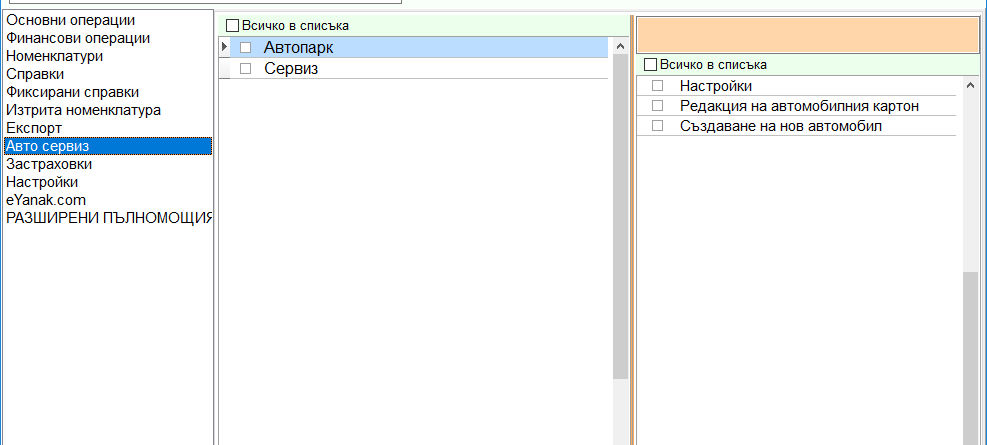 Основни операции
Финансови операции
Номенклатури
Справки
Фиксирани справки
Изтрита номенклатура
Експорт
Авто сервиз
Застраховки
Настройки
eYanak.com
РАЗШИРЕНИ ПЪЛНОМОЩИЯ
Всичко в списъка
Автопарк
Сервиз
Всичко в списъка
Настройки
Редакция на автомобилния картон
Създаване на нов автомобил